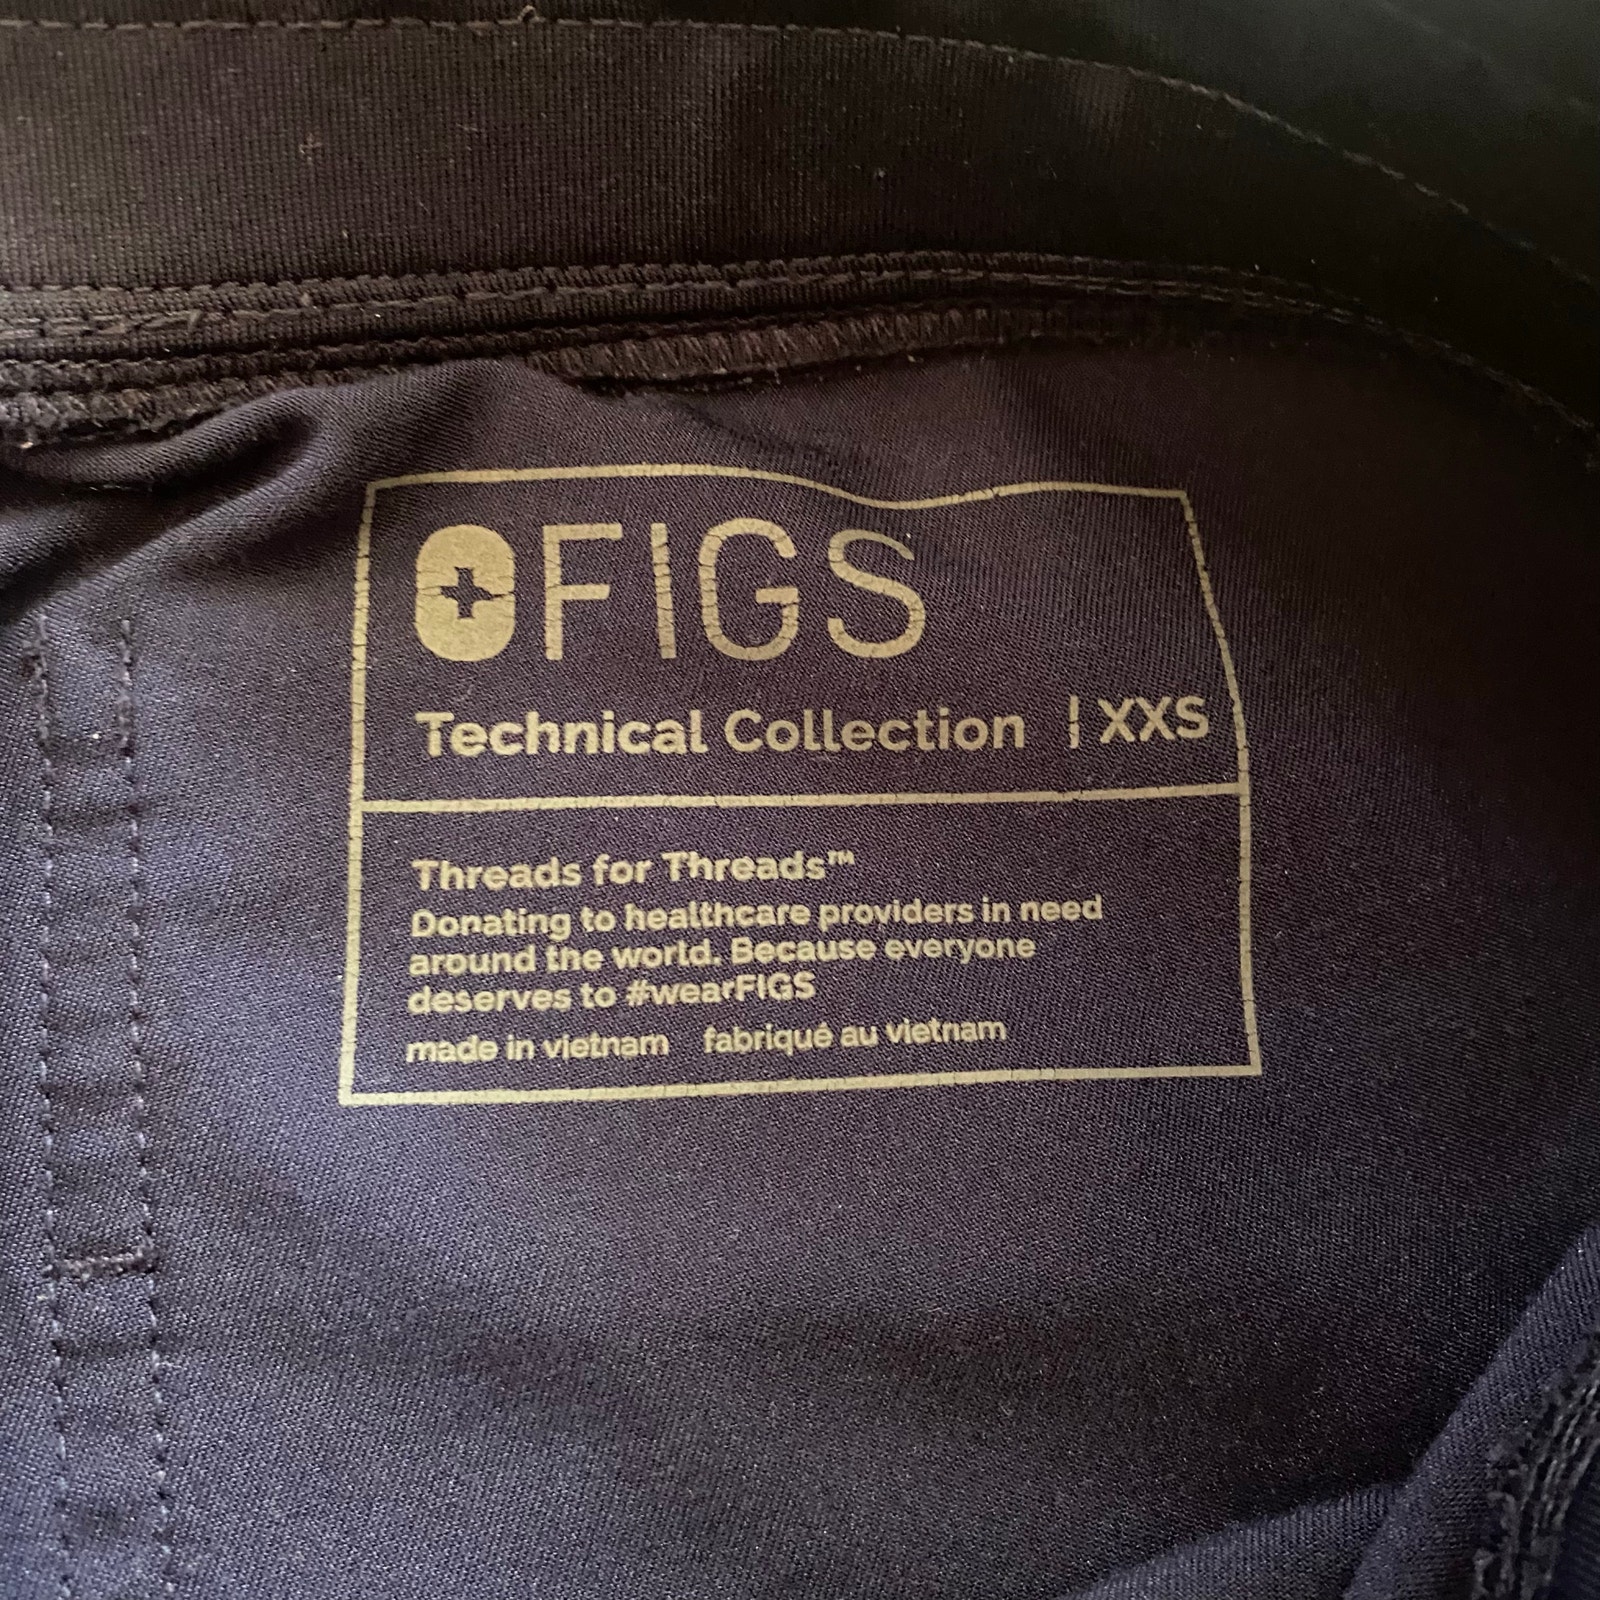 FIGS
Technical Collection | XXS
Threads for Threads™
Donating to healthcare providers in need
around the world. Because everyone
deserves to #wearFIGS
made in vietnam fabriqué au vietnam